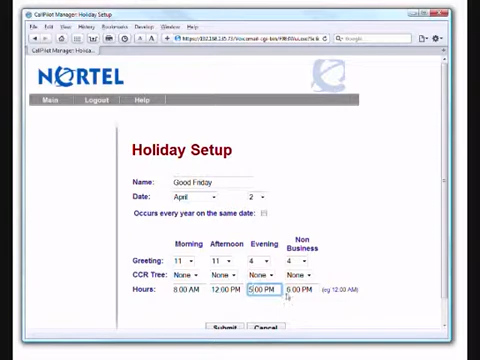 CallPilot Manager: Holiday Setup
File Edit View History Bookmarks Develop Window Help
CallPilot Manager: Holida...
NORTEL
Main Logout Help
Holiday Setup
Name: Good Friday
Date: April 2
Occurs every year on the same date:
Morning Afternoon Evening Non Business
Greeting: 11 11 4 4
CCR Tree: None None None None
Hours: 8:00 AM 12:00 PM 5:00 PM 6:00 PM (eg:12:00 AM)
Submit Cancel